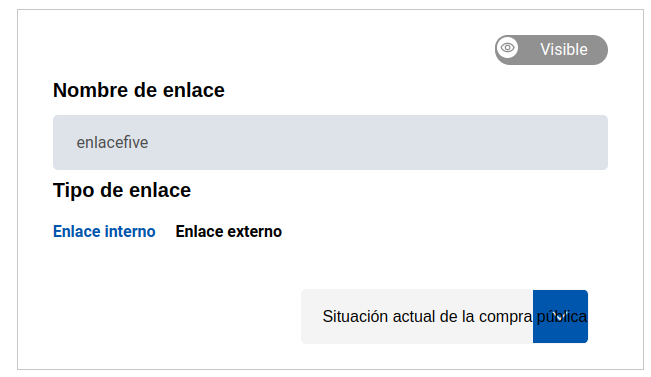 Visible
Nombre de enlace
enlacefive
Tipo de enlace
Enlace interno Enlace externo
Situación actual de la compra pública